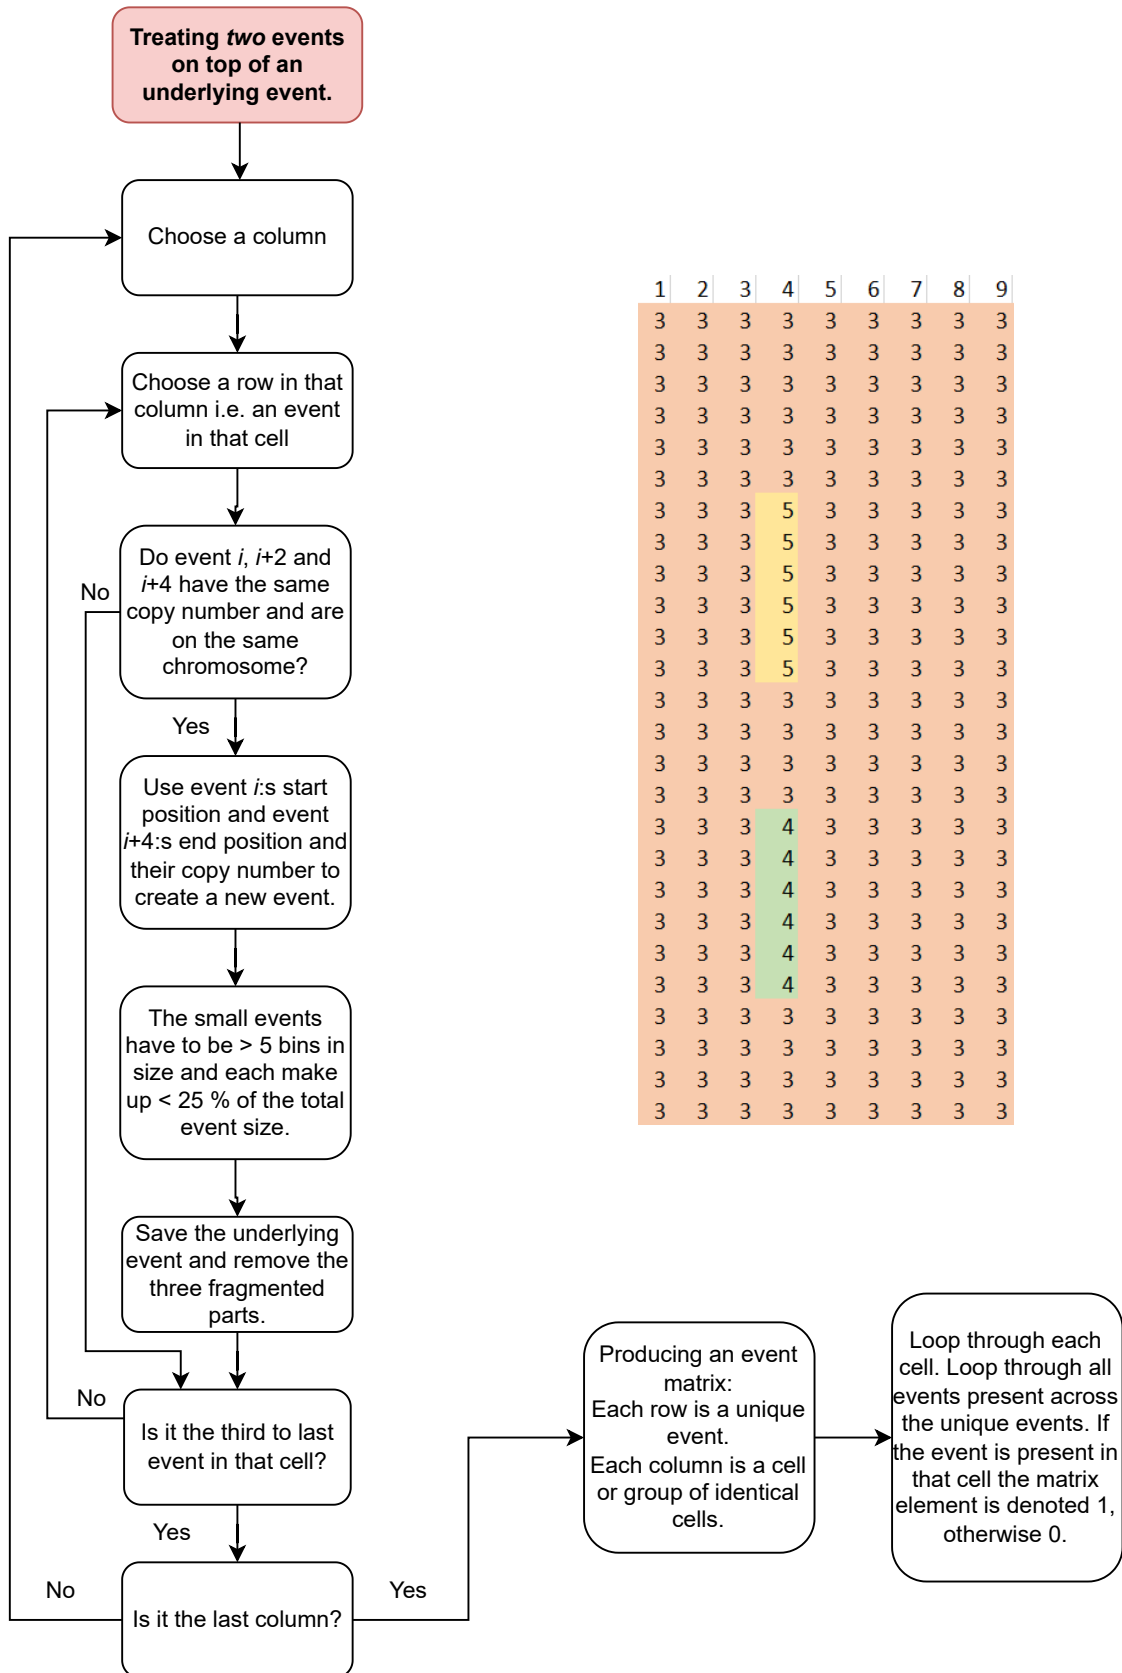 Treating two events
on top of an
underlying event.
Choose a column
Choose a row in that
column i.e. an event
in that cell
Do event i, i+2 and
i+4 have the same
copy number and are
on the same
chromosome?
No
Yes
Use event i:s start
position and event
i+4:s end position and
their copy number to
create a new event.
The small events
have to be > 5 bins in
size and each make
up < 25 % of the total
event size.
Save the underlying
event and remove the
three fragmented
parts.
No
Is it the third to last
event in that cell?
Yes
No
Is it the last column?
Yes
Producing an event
matrix:
Each row is a unique
event.
Each column is a cell
or group of identical
cells.
Loop through each
cell. Loop through all
events present across
the unique events. If
the event is present in
that cell the matrix
element is denoted 1,
otherwise 0.
1 2 3 4 5 6 7 8 9
3 3 3 3 3 3 3 3 3
3 3 3 3 3 3 3 3 3
3 3 3 3 3 3 3 3 3
3 3 3 3 3 3 3 3 3
3 3 3 3 3 3 3 3 3
3 3 3 3 3 3 3 3 3
3 3 3 5 3 3 3 3 3
3 3 3 5 3 3 3 3 3
3 3 3 5 3 3 3 3 3
3 3 3 5 3 3 3 3 3
3 3 3 5 3 3 3 3 3
3 3 3 5 3 3 3 3 3
3 3 3 3 3 3 3 3 3
3 3 3 3 3 3 3 3 3
3 3 3 3 3 3 3 3 3
3 3 3 3 3 3 3 3 3
3 3 3 4 3 3 3 3 3
3 3 3 4 3 3 3 3 3
3 3 3 4 3 3 3 3 3
3 3 3 4 3 3 3 3 3
3 3 3 4 3 3 3 3 3
3 3 3 4 3 3 3 3 3
3 3 3 3 3 3 3 3 3
3 3 3 3 3 3 3 3 3
3 3 3 3 3 3 3 3 3
3 3 3 3 3 3 3 3 3